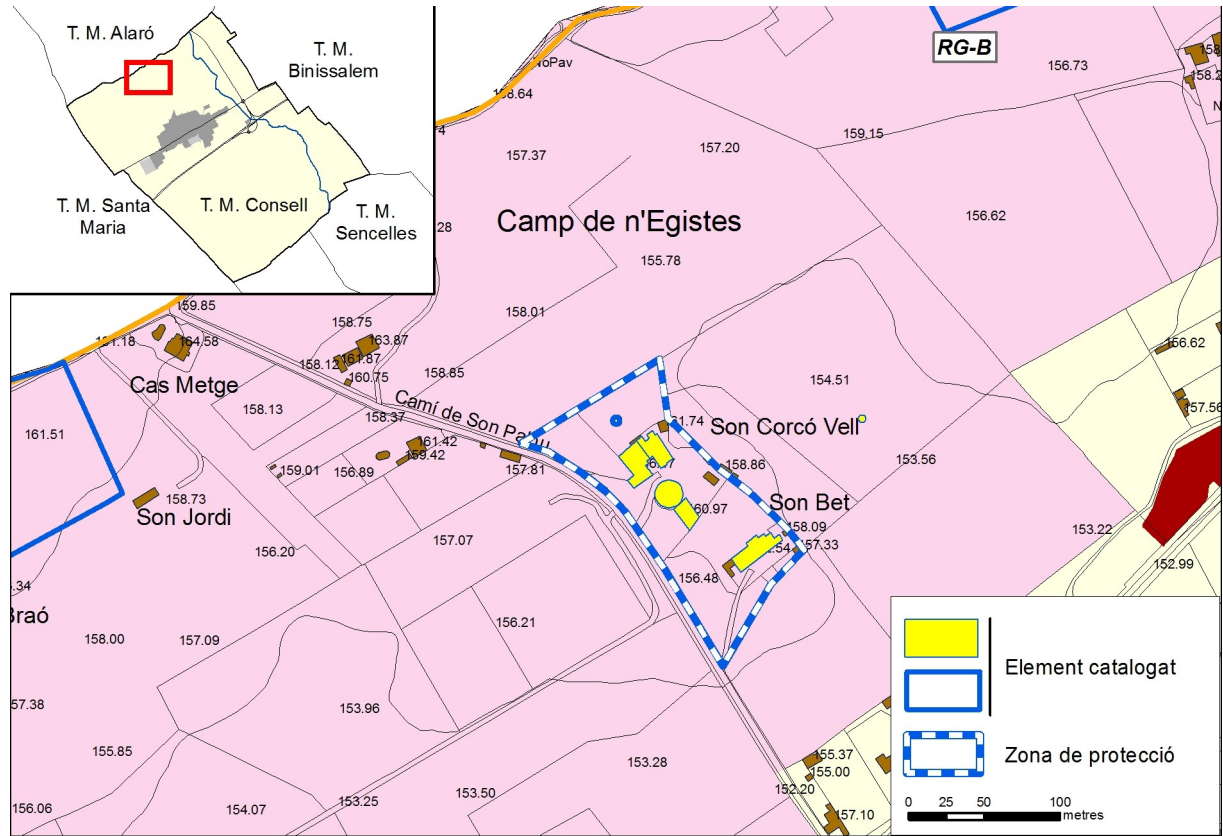 T. M. Alaró
T. M.
Binissalem
T. M. Santa
Maria
T. M. Consell
T. M.
Sencelles
NoPav
RG-B
156.73
158.64
159.15
157.37
157.20
156.62
Camp de n'Egistes
155.78
159.85
158.01
158.75
163.87
164.58
158.12
161.87
160.75
158.85
156.62
Cas Metge
154.51
157.56
158.13
158.37
Camí de Son
161.42
159.42
Son Corcó Vell
161.51
159.01
156.89
157.81
158.86
153.56
158.73
Son Jordi
60.97
Son Bet
158.09
157.33
153.22
156.20
157.07
152.99
156.48
Braó
158.00
157.09
156.21
157.38
153.96
155.85
155.37
155.00
153.28
152.20
156.06
154.07
153.25
153.50
157.10
Element catalogat
Zona de protecció
0 25 50 100
metres